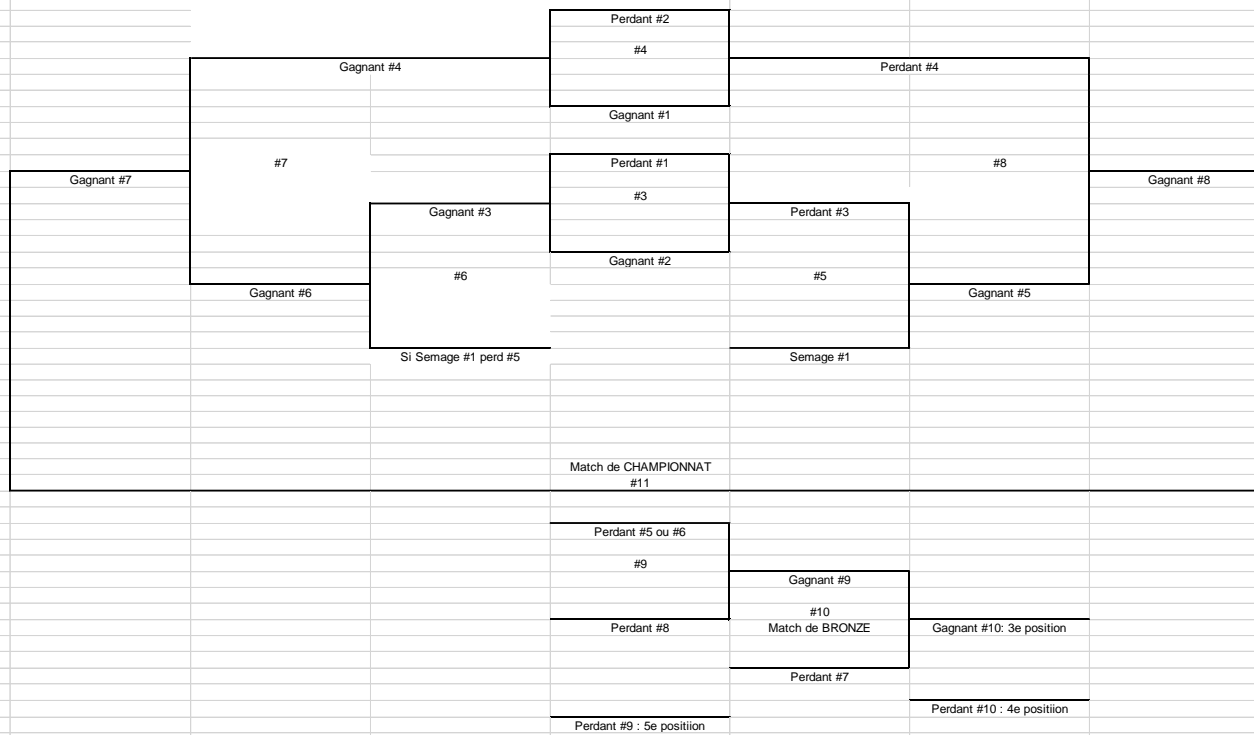 Perdant #2
#4
Gagnant #4
Perdant #4
Gagnant #1
#7
Perdant #1
#8
Gagnant #7
Gagnant #8
#3
Gagnant #3
Perdant #3
Gagnant #2
#6
#5
Gagnant #6
Gagnant #5
Si Semage #1 perd #5
Semage #1
Match de CHAMPIONNAT
#11
Perdant #5 ou #6
#9
Gagnant #9
#10
Perdant #8
Match de BRONZE
Gagnant #10: 3e position
Perdant #7
Perdant #10 : 4e positiion
Perdant #9 : 5e positiion